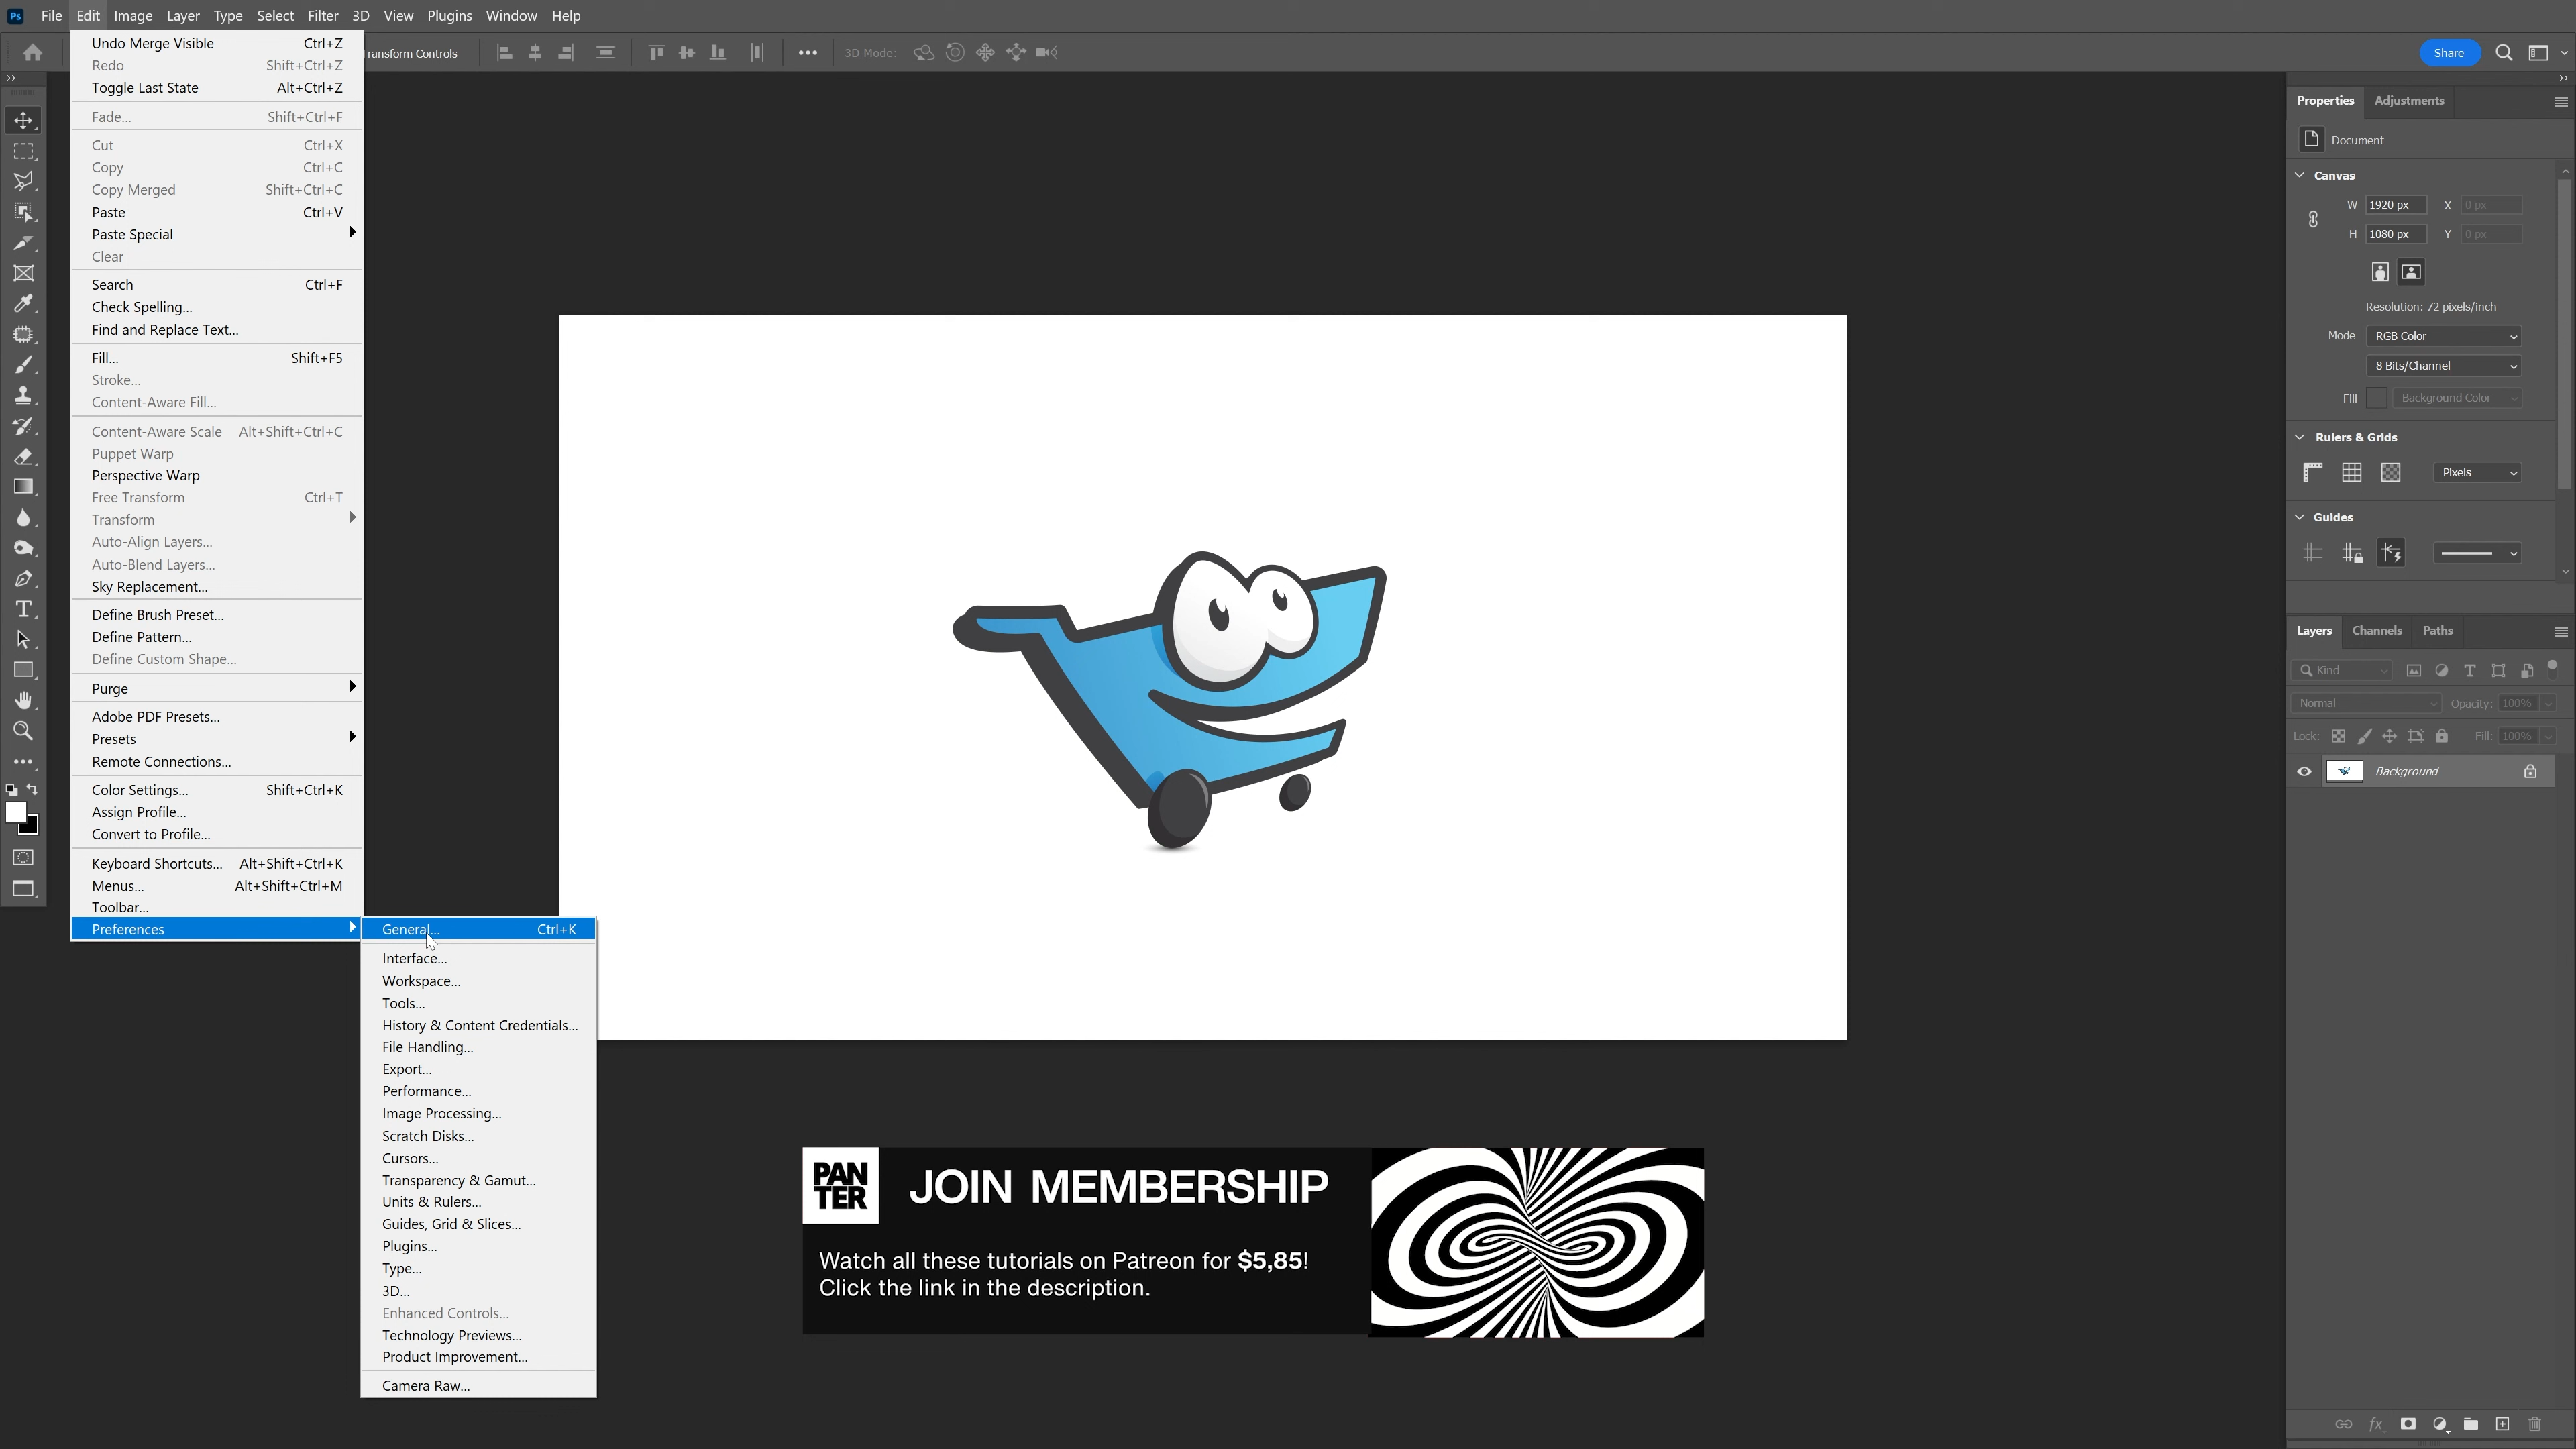 Ps File Edit Image Layer Type Select Filter 3D View Plugins Window Help
Transform Controls
3D Mode:
Share
Undo Merge Visible Ctrl+Z
Redo Shift+Ctrl+Z
Toggle Last State Alt+Ctrl+Z
Fade... Shift+Ctrl+F
Cut Ctrl+X
Copy Ctrl+C
Copy Merged Shift+Ctrl+C
Paste Ctrl+V
Paste Special
Clear
Search Ctrl+F
Check Spelling...
Find and Replace Text...
Fill... Shift+F5
Stroke...
Content-Aware Fill...
Content-Aware Scale Alt+Shift+Ctrl+C
Puppet Warp
Perspective Warp
Free Transform Ctrl+T
Transform
Auto-Align Layers...
Auto-Blend Layers...
Sky Replacement...
Define Brush Preset...
Define Pattern...
Define Custom Shape...
Purge
Adobe PDF Presets...
Presets
Remote Connections...
Color Settings... Shift+Ctrl+K
Assign Profile...
Convert to Profile...
Keyboard Shortcuts... Alt+Shift+Ctrl+K
Menus... Alt+Shift+Ctrl+M
Toolbar...
Preferences
General... Ctrl+K
Interface...
Workspace...
Tools...
History & Content Credentials...
File Handling...
Export...
Performance...
Image Processing...
Scratch Disks...
Cursors...
Transparency & Gamut...
Units & Rulers...
Guides, Grid & Slices...
Plugins...
Type...
3D...
Enhanced Controls...
Technology Previews...
Product Improvement...
Camera Raw...
PAN
TER
JOIN MEMBERSHIP
Watch all these tutorials on Patreon for $5,85!
Click the link in the description.
Properties Adjustments
Document
Canvas
W 1920 px X 0 px
H 1080 px Y 0 px
Resolution: 72 pixels/inch
Mode RGB Color
8 Bits/Channel
Fill Background Color
Rulers & Grids
Pixels
Guides
Layers Channels Paths
Kind
Normal Opacity: 100%
Lock: Fill: 100%
Background
fx